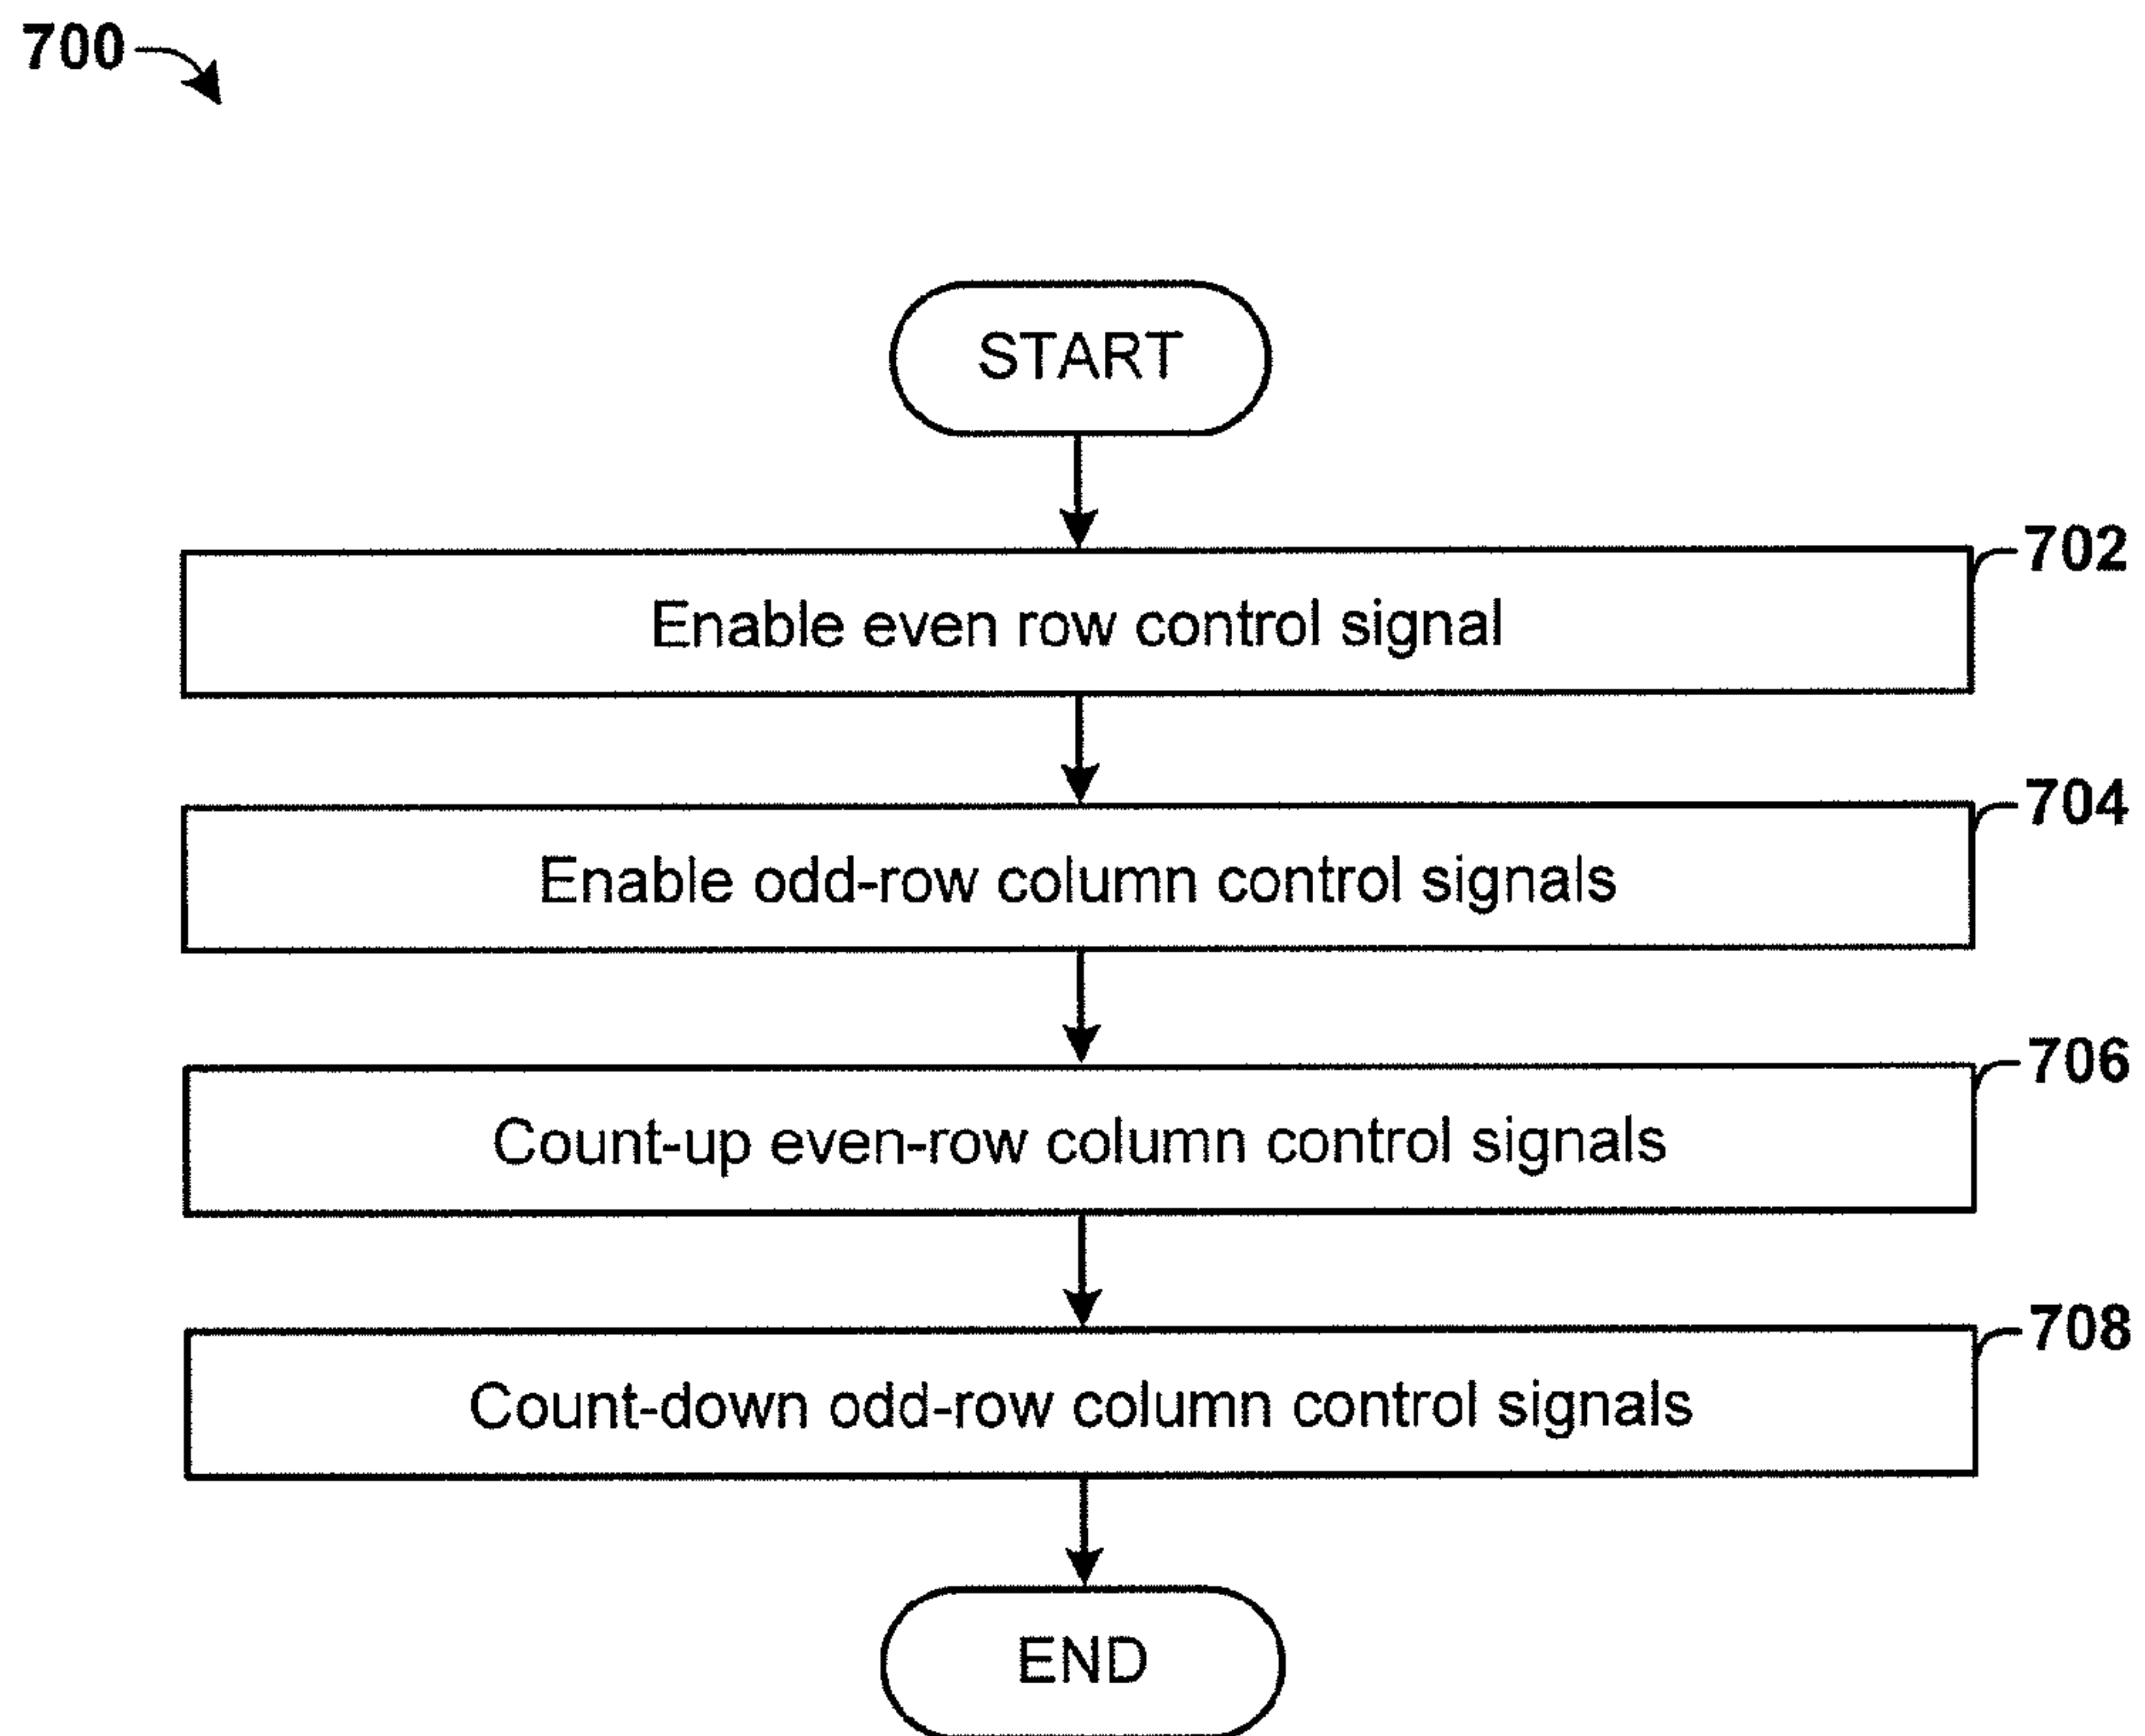 700
START
702
Enable even row control signal
704
Enable odd-row column control signals
706
Count-up even-row column control signals
708
Count-down odd-row column control signals
END